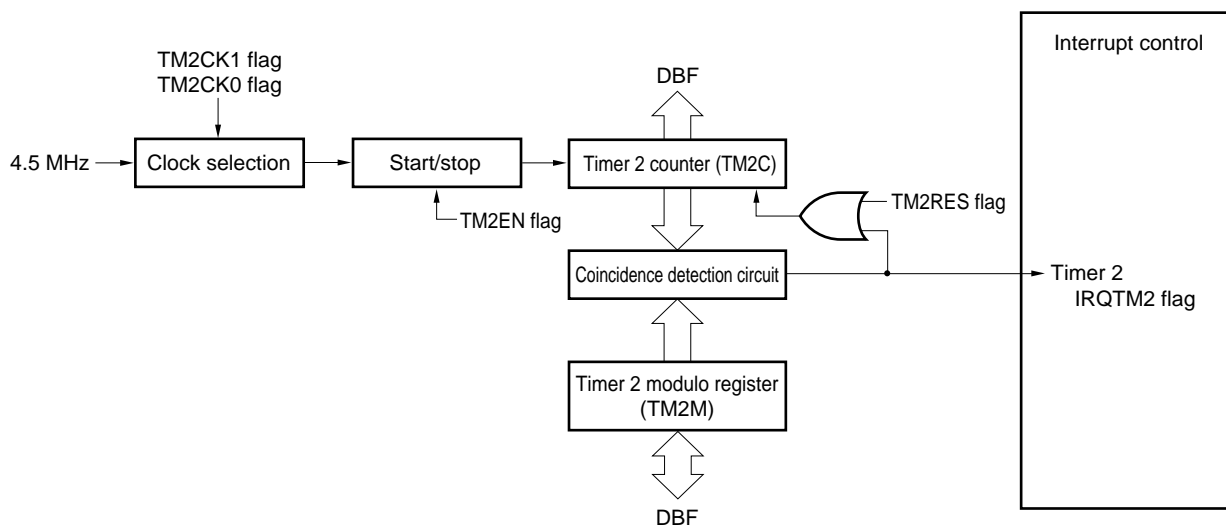 Interrupt control
TM2CK1 flag
TM2CK0 flag
DBF
4.5 MHz
Clock selection
Start/stop
Timer 2 counter (TM2C)
TM2RES flag
TM2EN flag
Coincidence detection circuit
Timer 2
IRQTM2 flag
Timer 2 modulo register
(TM2M)
DBF